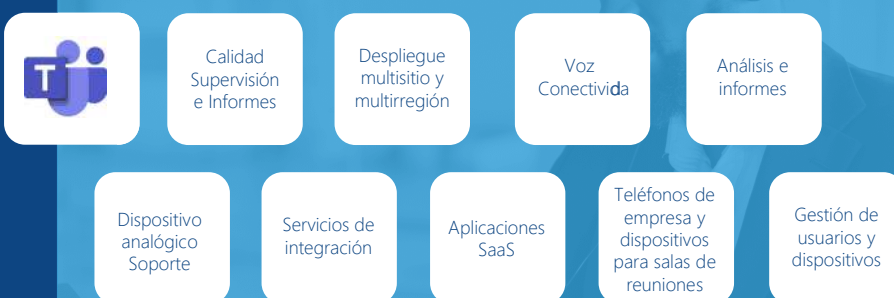 T
Calidad
Supervisión
e Informes
Despliegue
multisitio y
multirregión
Voz
Conectivida
Análisis e
informes
Dispositivo
analógico
Soporte
Servicios de
integración
Aplicaciones
SaaS
Teléfonos de
empresa y
dispositivos
para salas de
reuniones
Gestión de
usuarios y
dispositivos